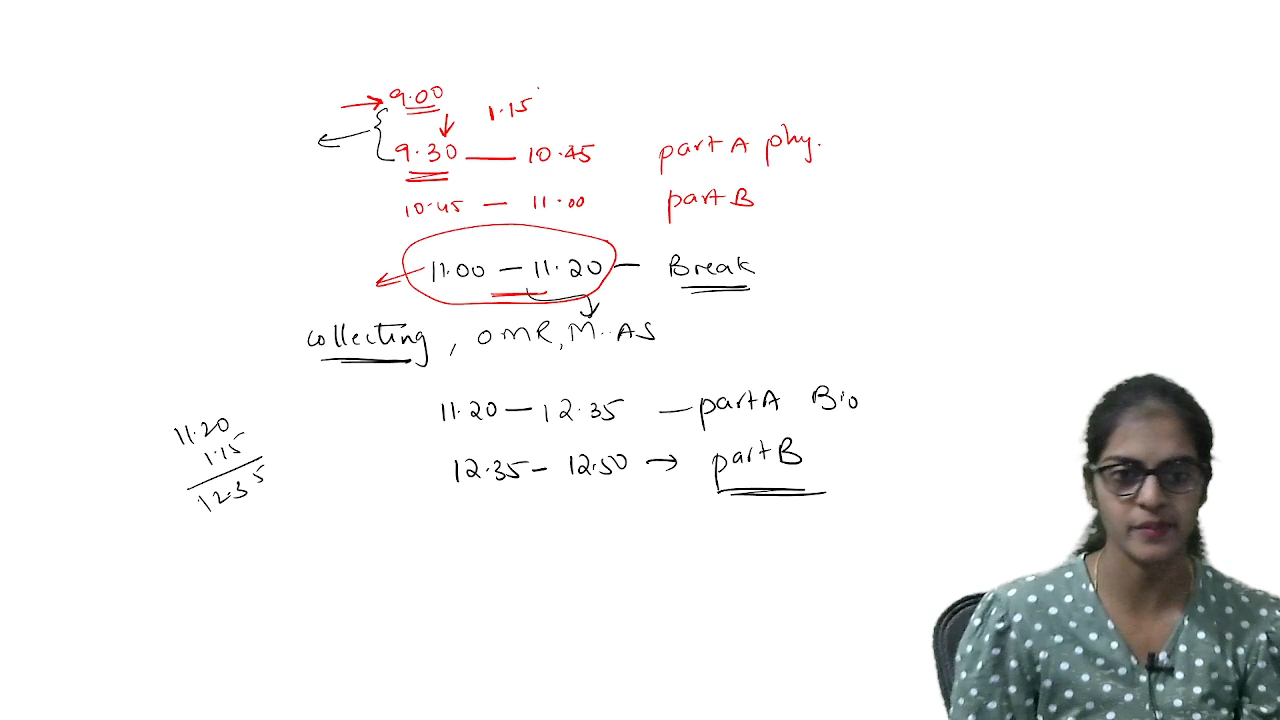 9.00
1.15
9.30 — 10.45 part A phy.
10.45 — 11.00 part B
11.00 — 11.20 — Break
collecting, OMR, M..AS
11.20 — 12.35 — part A Bio
12.35 - 12.50 → part B
11.20
1.15
12.35